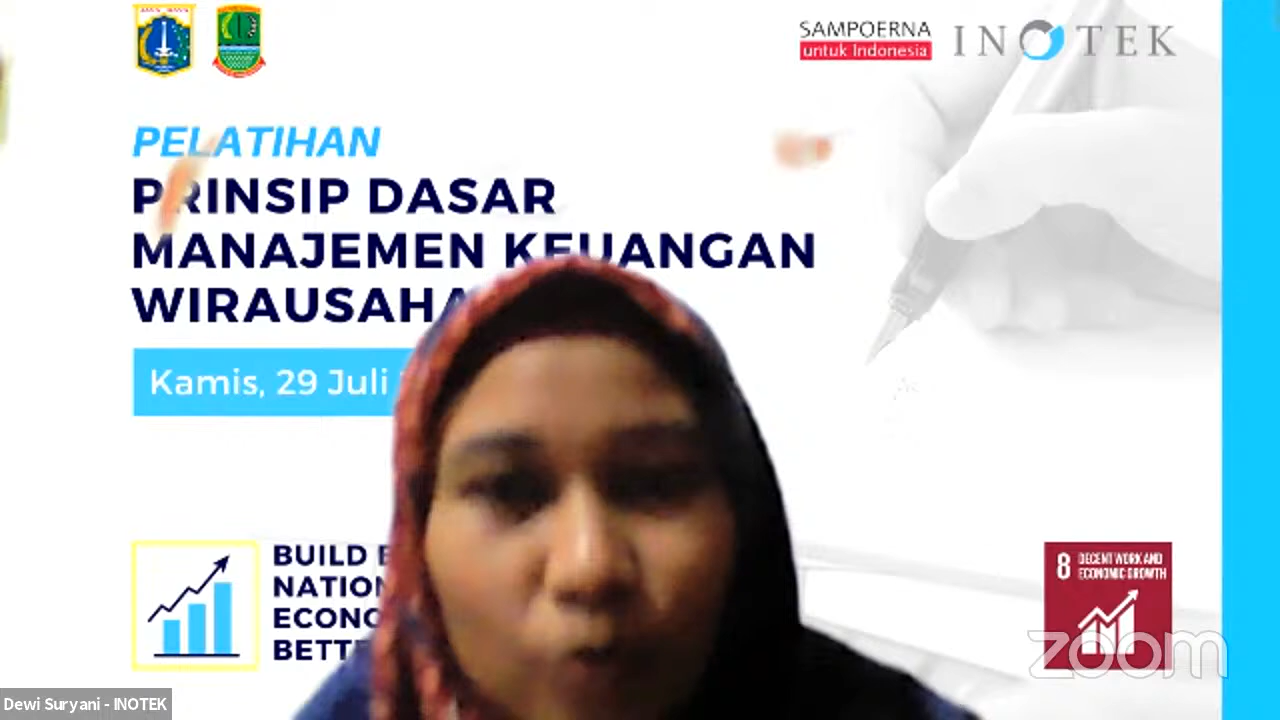 SAMPOERNA
untuk Indonesia
INOTEK
PELATIHAN
PRINSIP DASAR
MANAJEMEN KEUANGAN
WIRAUSAHA
Kamis, 29 Juli
BUILD
NATION
ECONO
BETT
8 DECENT WORK AND
ECONOMIC GROWTH
zoom
Dewi Suryani - INOTEK